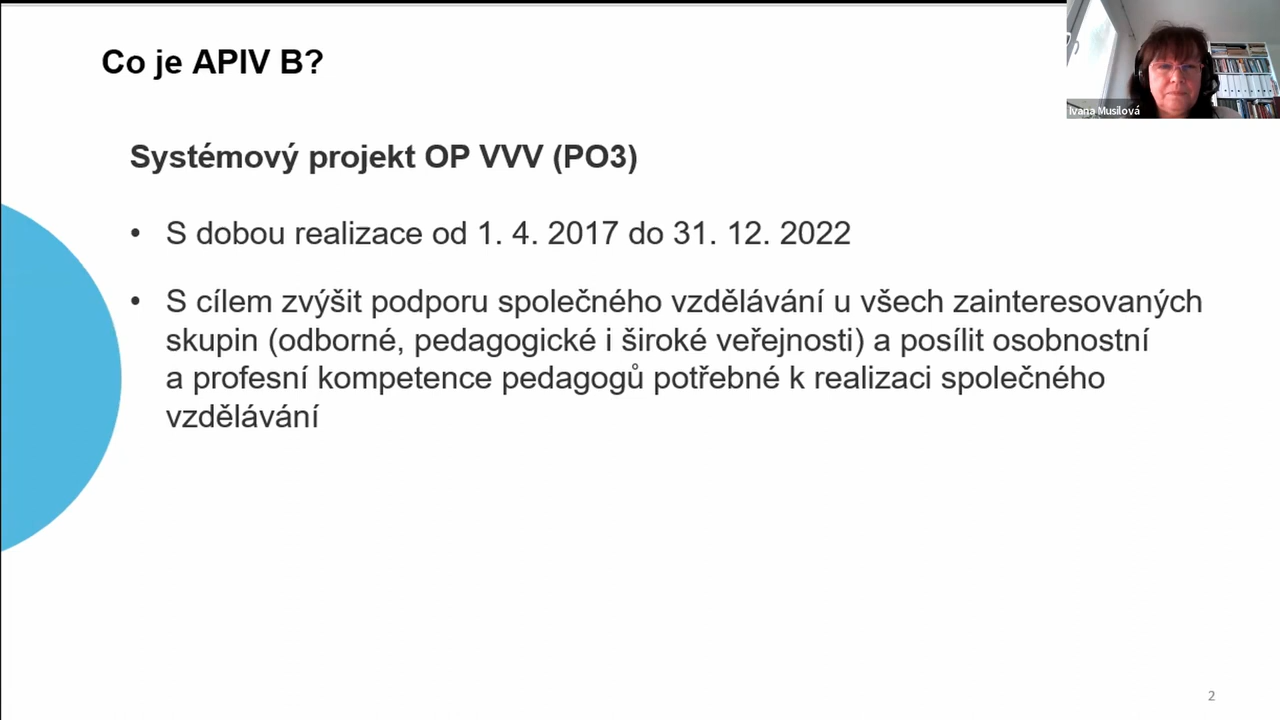 Co je APIV B?
Ivana Musilová
Systémový projekt OP VVV (PO3)
• S dobou realizace od 1. 4. 2017 do 31. 12. 2022
• S cílem zvýšit podporu společného vzdělávání u všech zainteresovaných
skupin (odborné, pedagogické i široké veřejnosti) a posílit osobnostní
a profesní kompetence pedagogů potřebné k realizaci společného
vzdělávání
2